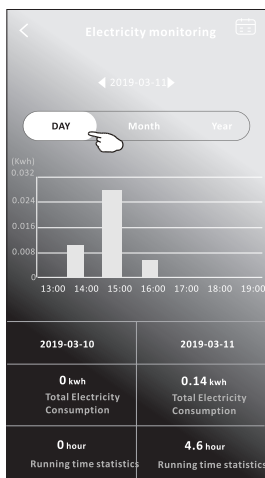 Electricity monitoring
2019-03-11
DAY Month Year
(Kwh)
0.032
0.024
0.016
0.008
0
13:00 14:00 15:00 16:00 17:00 18:00 19:00
2019-03-10 2019-03-11
0 kwh 0.14 kwh
Total Electricity Total Electricity
Consumption Consumption
0 hour 4.6 hour
Running time statistics Running time statistics